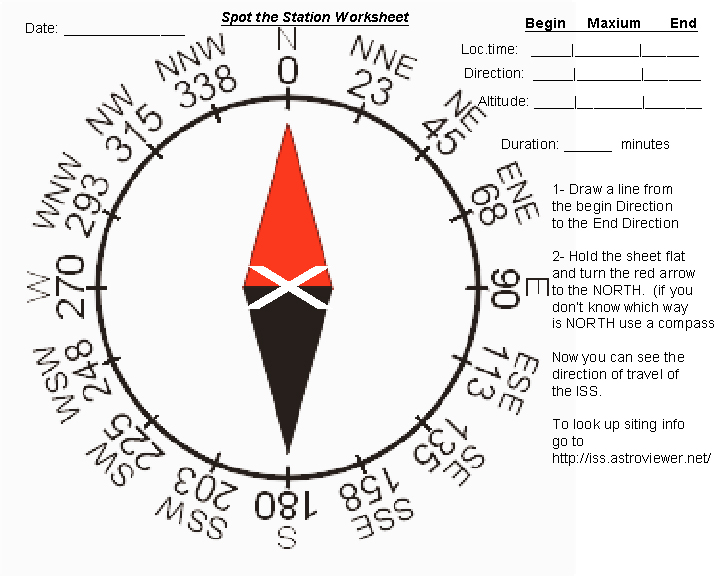 Spot the Station Worksheet
Date: ________________
Begin Maxium End
Loc.time: _____|________|_______
Direction: _____|________|_______
Altitude: _____|________|_______
Duration: ______ minutes
1- Draw a line from
the begin Direction
to the End Direction
2- Hold the sheet flat
and turn the red arrow
to the NORTH. (if you
don't know which way
is NORTH use a compass
Now you can see the
direction of travel of
the ISS.
To look up siting info
go to
http://iss.astroviewer.net/
N
0
NNE
23
NE
45
ENE
68
E
90
ESE
113
SE
135
SSE
158
S
180
SSW
203
SW
225
WSW
248
W
270
WNW
293
NW
315
NNW
338